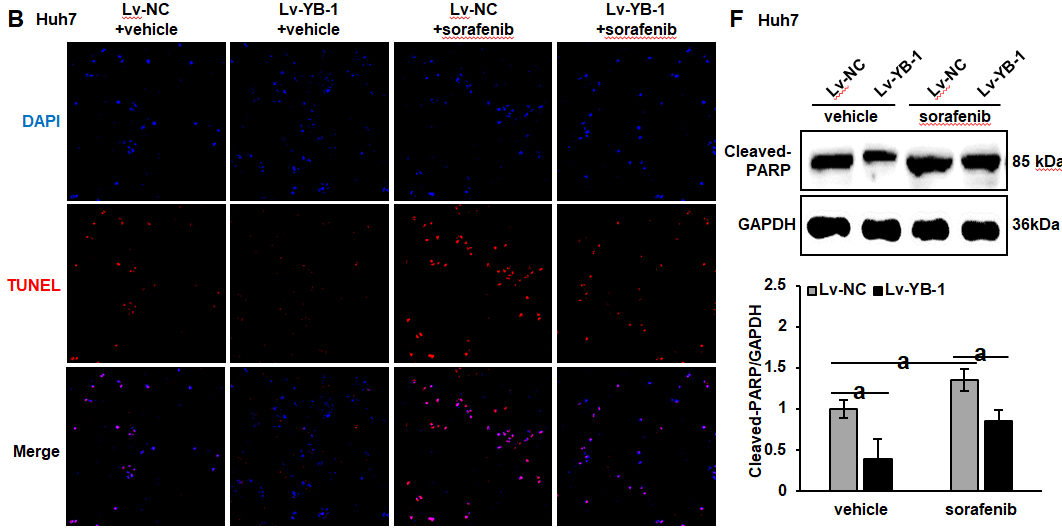 B Huh7
Lv-NC
+vehicle
Lv-YB-1
+vehicle
Lv-NC
+sorafenib
Lv-YB-1
+sorafenib
DAPI
TUNEL
Merge
F Huh7
Lv-NC
Lv-YB-1
Lv-NC
Lv-YB-1
vehicle
sorafenib
Cleaved-
PARP
85 kDa
GAPDH
36kDa
Cleaved-PARP/GAPDH
2.5
2
1.5
1
0.5
0
Lv-NC Lv-YB-1
a
a
a
vehicle
sorafenib